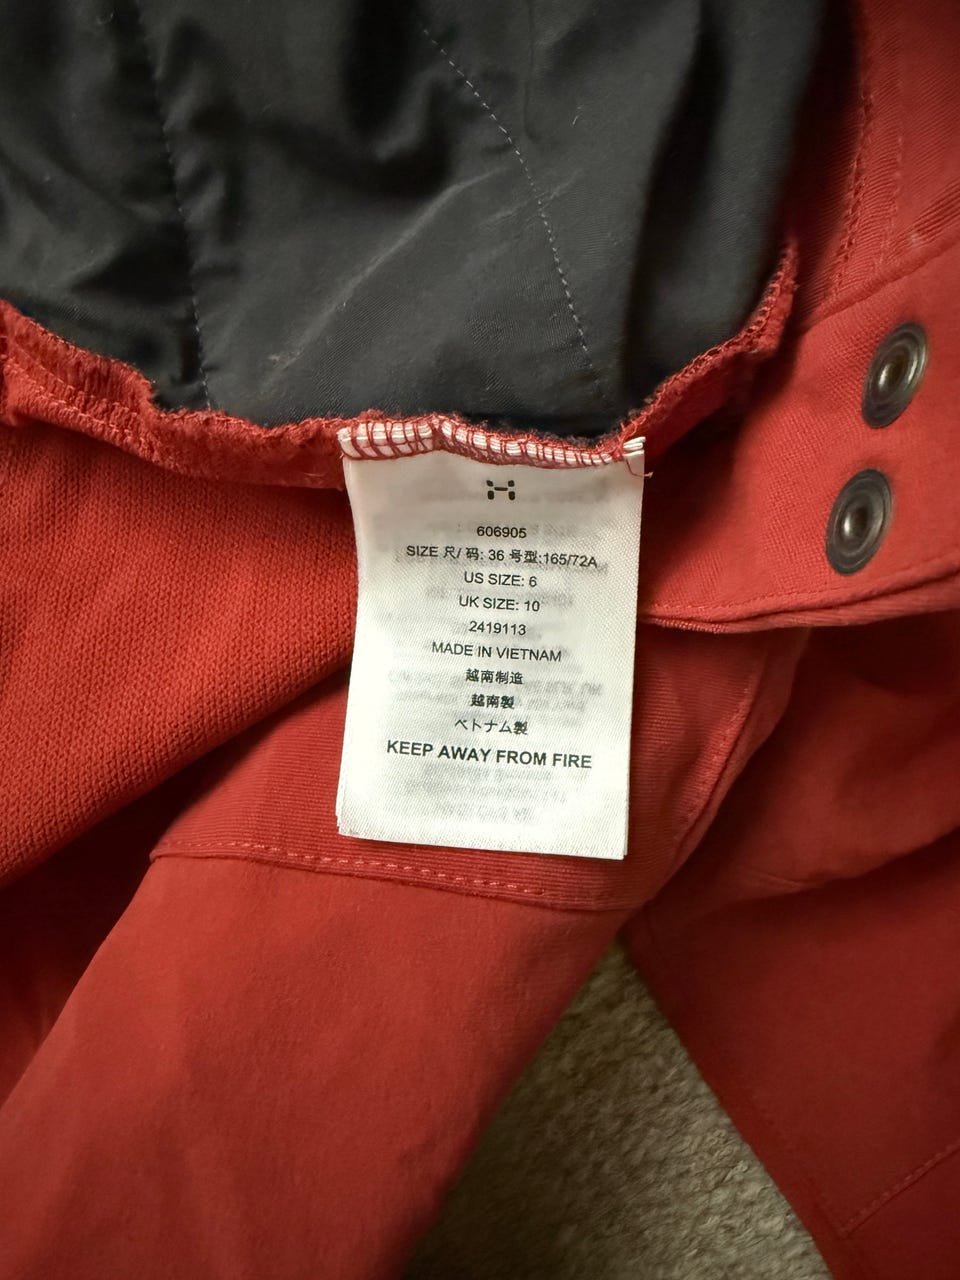 606905
SIZE 尺/ 码: 36 号型:165/72A
US SIZE: 6
UK SIZE: 10
2419113
MADE IN VIETNAM
越南制造
越南製
ベトナム製
KEEP AWAY FROM FIRE